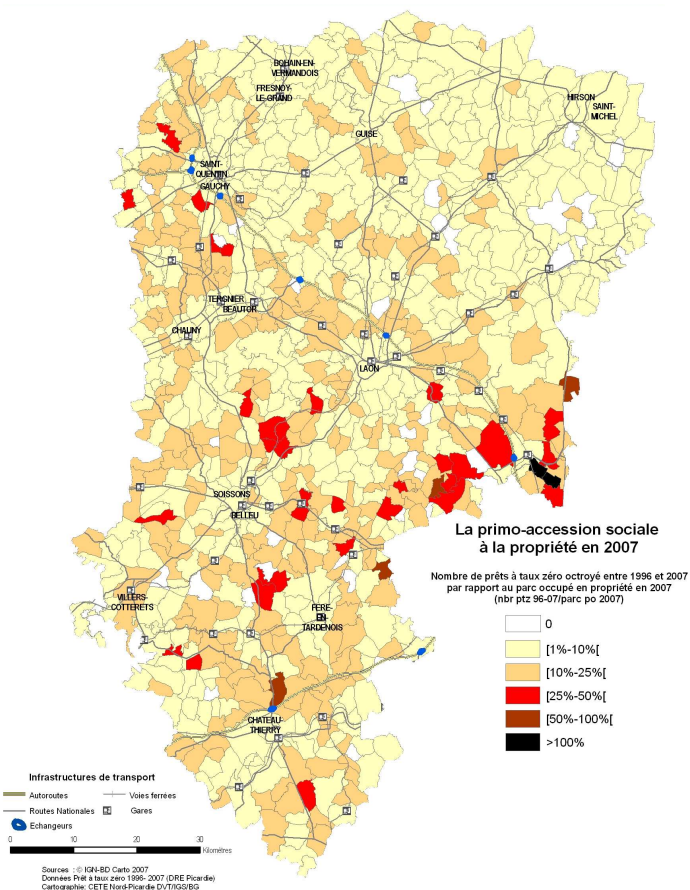 BOHAIN-EN-
VERMANDOIS
FRESNOY-
LE-GRAND
HIRSON
SAINT-
MICHEL
GUISE
SAINT-
QUENTIN
GAUCHY
TERGNIER
BEAUTOR
CHAUNY
LAON
SOISSONS
BELLEU
VILLERS-
COTTERETS
FERE-
EN-
TARDENOIS
CHATEAU-
THIERRY
La primo-accession sociale
à la propriété en 2007
Nombre de prêts à taux zéro octroyé entre 1996 et 2007
par rapport au parc occupé en propriété en 2007
(nbr ptz 96-07/parc po 2007)
0
[1%-10%[
[10%-25%[
[25%-50%[
[50%-100%[
>100%
Infrastructures de transport
Autoroutes Voies ferrées
Routes Nationales Gares
Echangeurs
0 10 20 30
Kilomètres
Sources : © IGN-BD Carto 2007
Données Prêt à taux zéro 1996- 2007 (DRE Picardie)
Cartographie: CETE Nord-Picardie DVT/IGS/BG